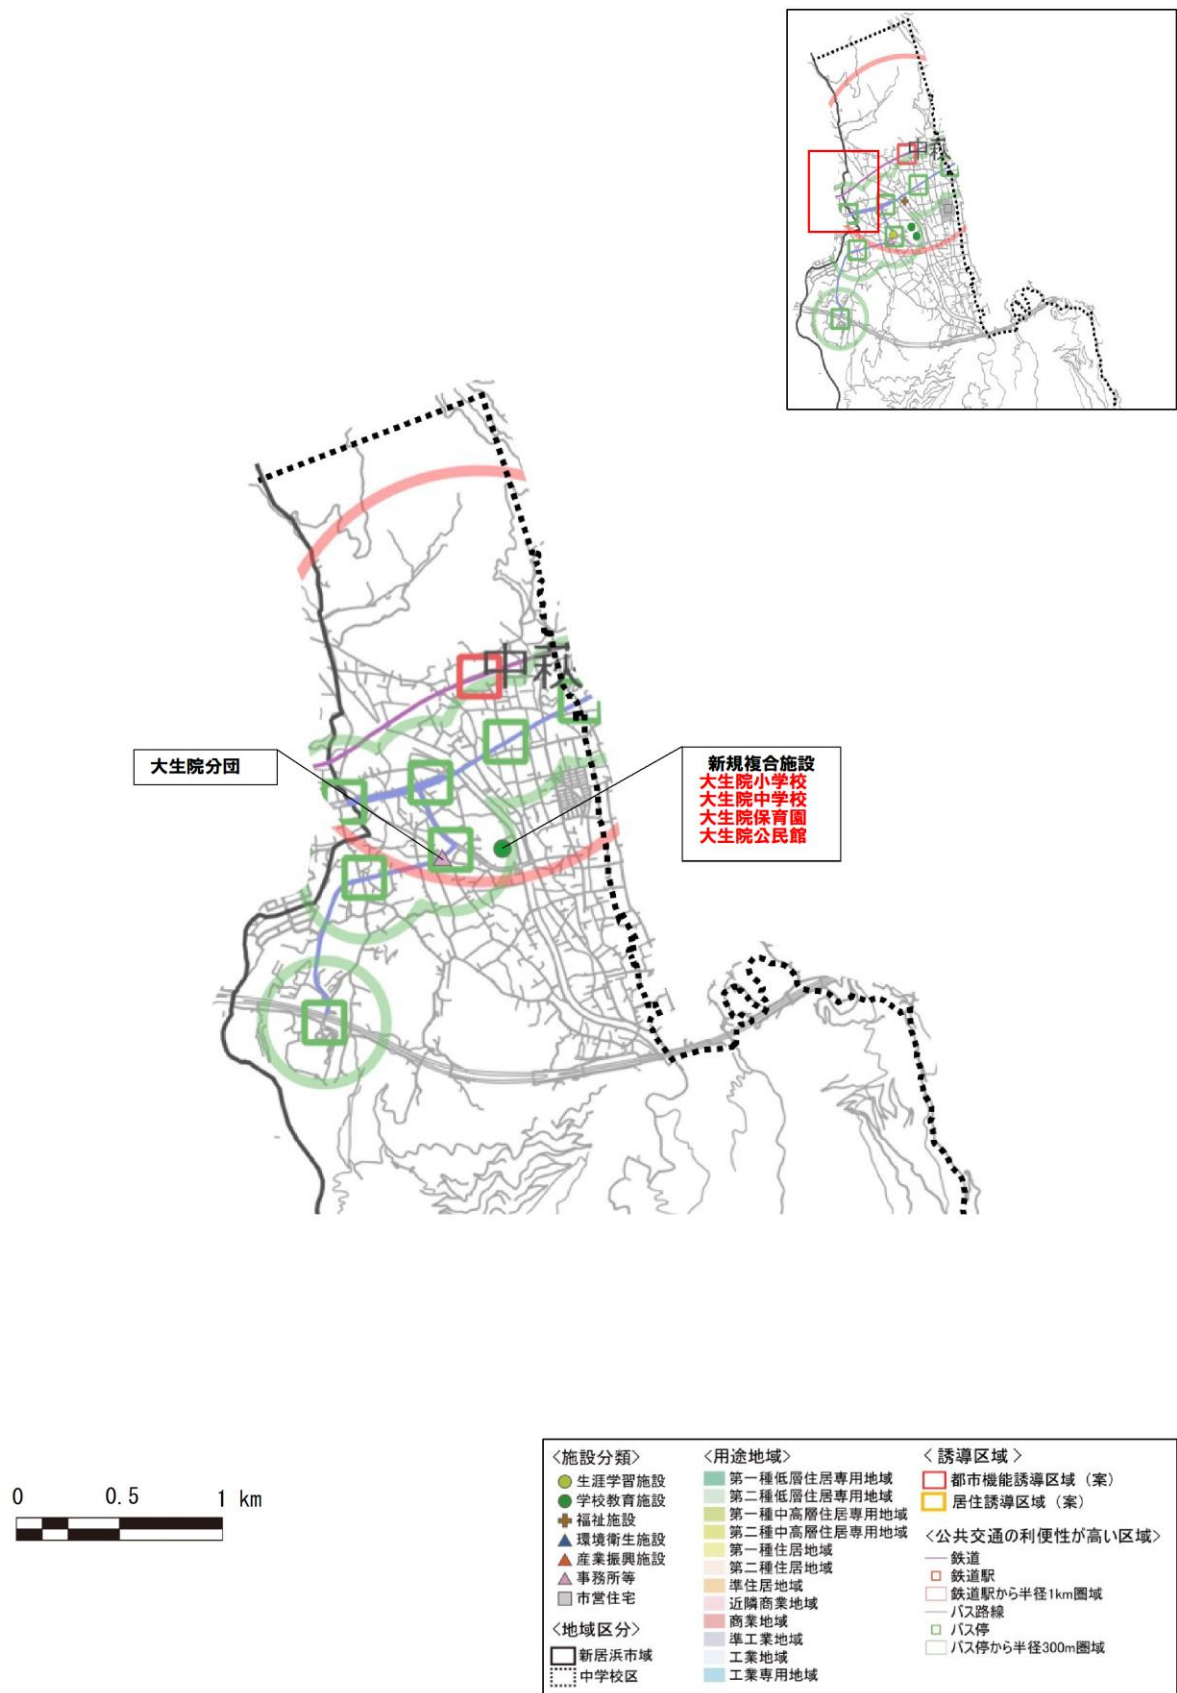 中萩
中萩
大生院分団
新規複合施設
大生院小学校
大生院中学校
大生院保育園
大生院公民館
0 0.5 1 km
<施設分類>
生涯学習施設
学校教育施設
福祉施設
環境衛生施設
産業振興施設
事務所等
市営住宅
<地域区分>
新居浜市域
中学校区
<用途地域>
第一種低層住居専用地域
第二種低層住居専用地域
第一種中高層住居専用地域
第二種中高層住居専用地域
第一種住居地域
第二種住居地域
準住居地域
近隣商業地域
商業地域
準工業地域
工業地域
工業専用地域
<誘導区域>
都市機能誘導区域（案）
居住誘導区域（案）
<公共交通の利便性が高い区域>
鉄道
鉄道駅
鉄道駅から半径1km圏域
バス路線
バス停
バス停から半径300m圏域